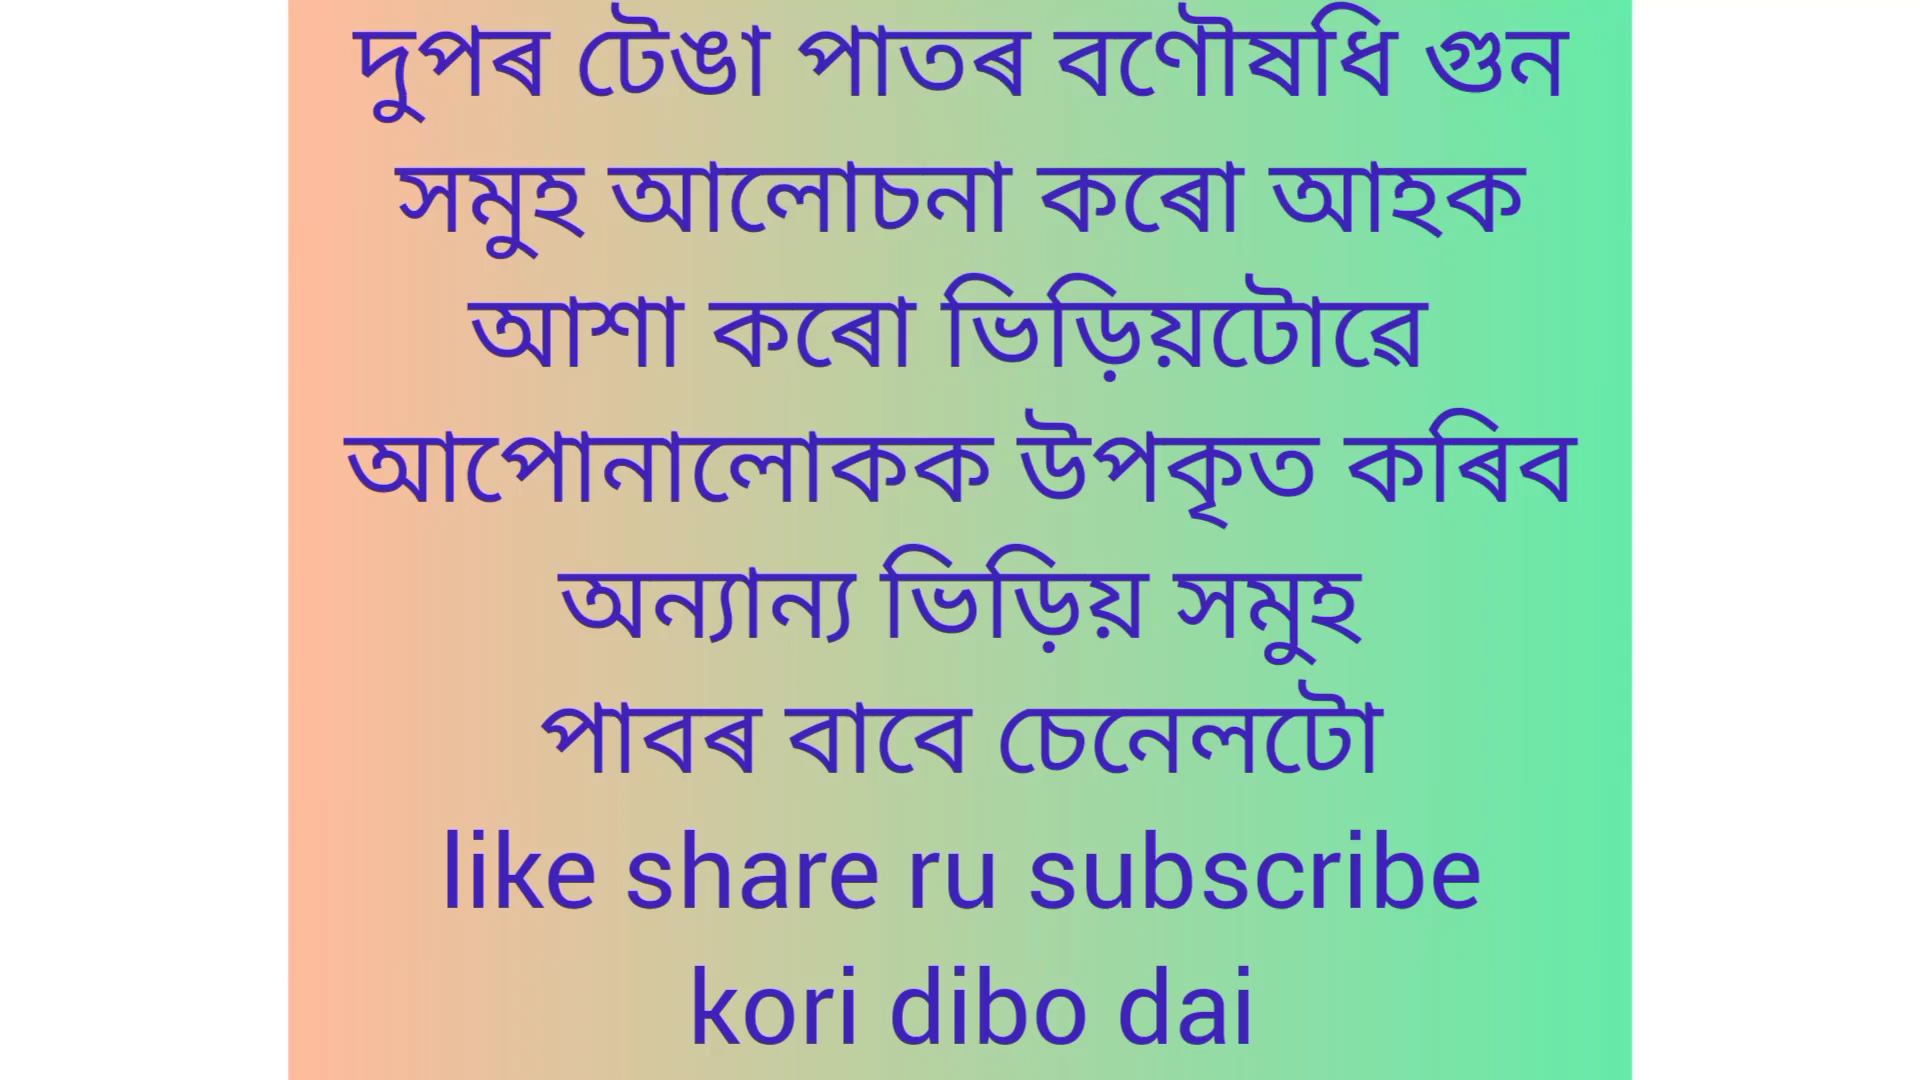 দুপৰ টেঙা পাতৰ বণৌষধি গুন
সমুহ আলোচনা কৰো আহক
আশা কৰো ভিড়িয়টোৱে
আপোনালোকক উপকৃত কৰিব
অন্যান্য ভিড়িয় সমুহ
পাবৰ বাবে চেনেলটো
like share ru subscribe
kori dibo dai